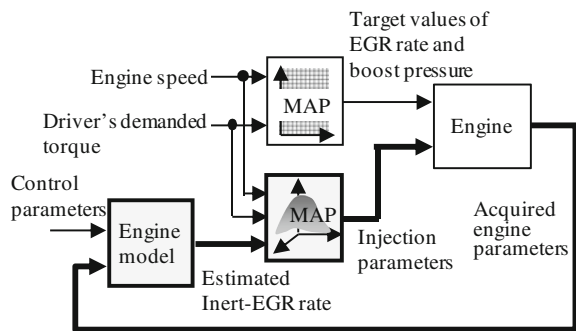 Target values of
EGR rate and
boost pressure
Engine speed
MAP
Driver's demanded
torque
Engine
Control
parameters
MAP
Engine
model
Injection
parameters
Acquired
engine
parameters
Estimated
Inert-EGR rate